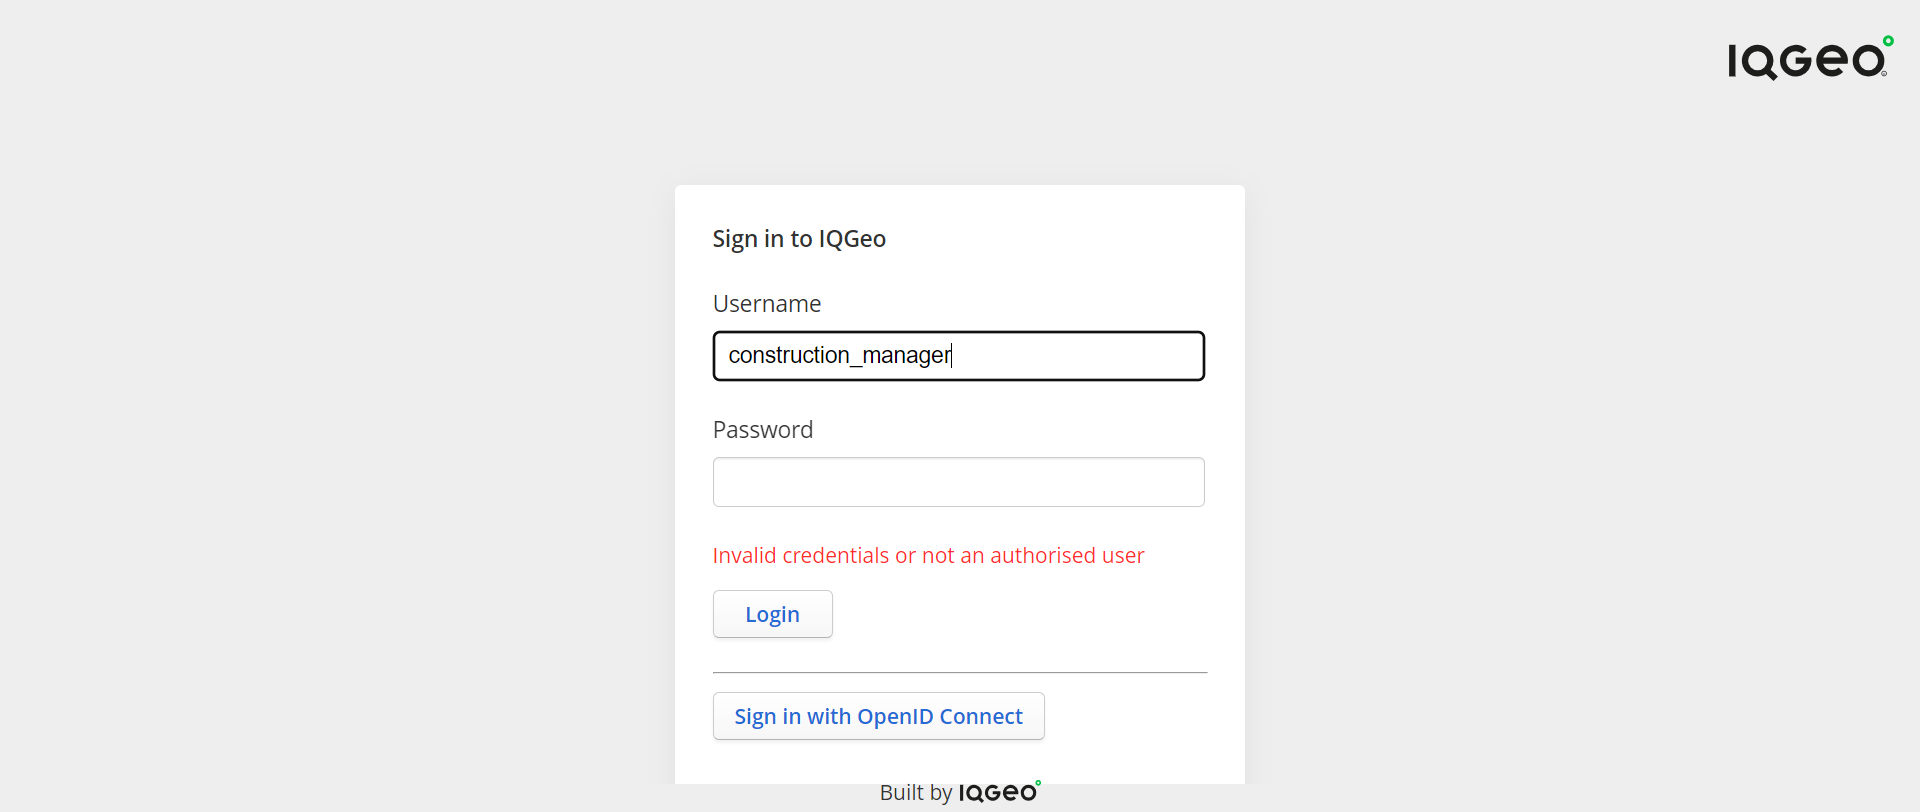 IQGeo
Sign in to IQGeo
Username
construction_manager
Password
Invalid credentials or not an authorised user
Login
Sign in with OpenID Connect
Built by IQGeo